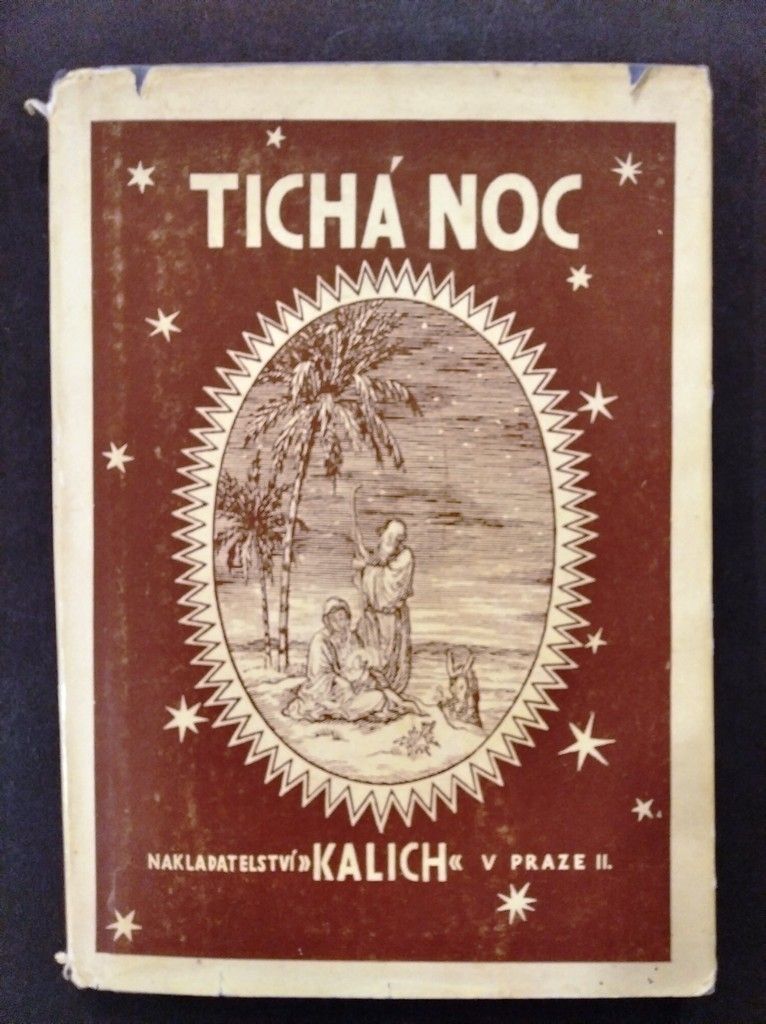 TICHÁ NOC
NAKLADATELSTVÍ »KALICH« V PRAZE II.